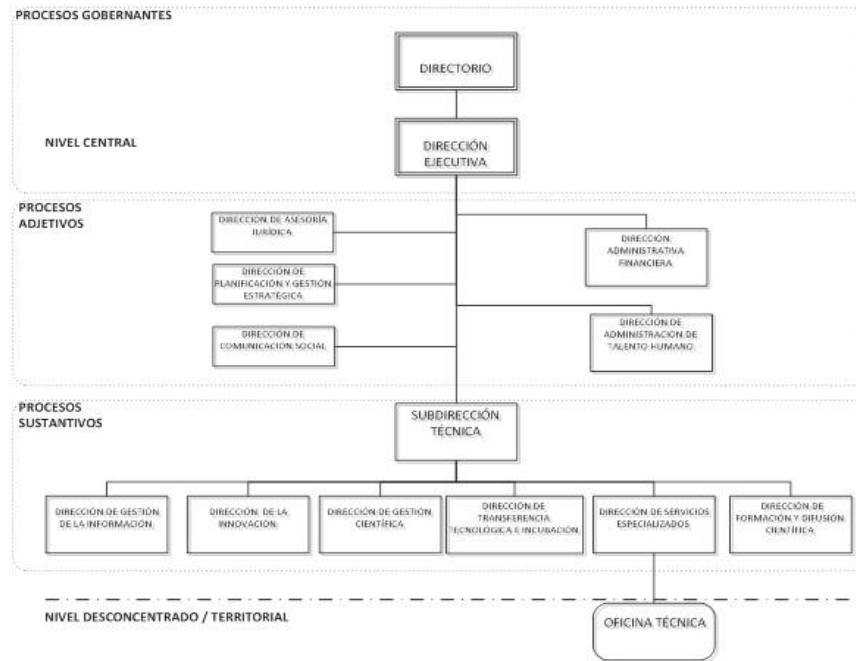 PROCESOS GOBERNANTES
DIRECTORIO
NIVEL CENTRAL
DIRECCIÓN
EJECUTIVA
PROCESOS
ADJETIVOS
DIRECCIÓN DE ASESORÍA
JURÍDICA.
DIRECCIÓN
ADMINISTRATIVA
FINANCIERA
DIRECCIÓN DE
PLANIFICACIÓN Y GESTIÓN
ESTRATÉGICA.
DIRECCIÓN DE
COMUNICACIÓN SOCIAL
DIRECCIÓN DE
ADMINISTRACION DE
TALENTO HUMANO.
PROCESOS
SUSTANTIVOS
SUBDIRECCIÓN
TÉCNICA
DIRECCIÓN DE GESTIÓN
DE LA INFORMACIÓN.
DIRECCIÓN. DE LA
INNOVACIÓN.
DIRECCIÓN DE GESTIÓN
CIENTÍFICA.
DIRECCIÓN DE
TRANSFERENCIA
TECNOLÓGICA E INCUBACIÓN.
DIRECCIÓN DE SERVICIOS
ESPECIALIZADOS
DIRECCIÓN DE
FORMACIÓN Y DIFUSIÓN
CIENTÍFICA.
NIVEL DESCONCENTRADO / TERRITORIAL
OFICINA TÉCNICA